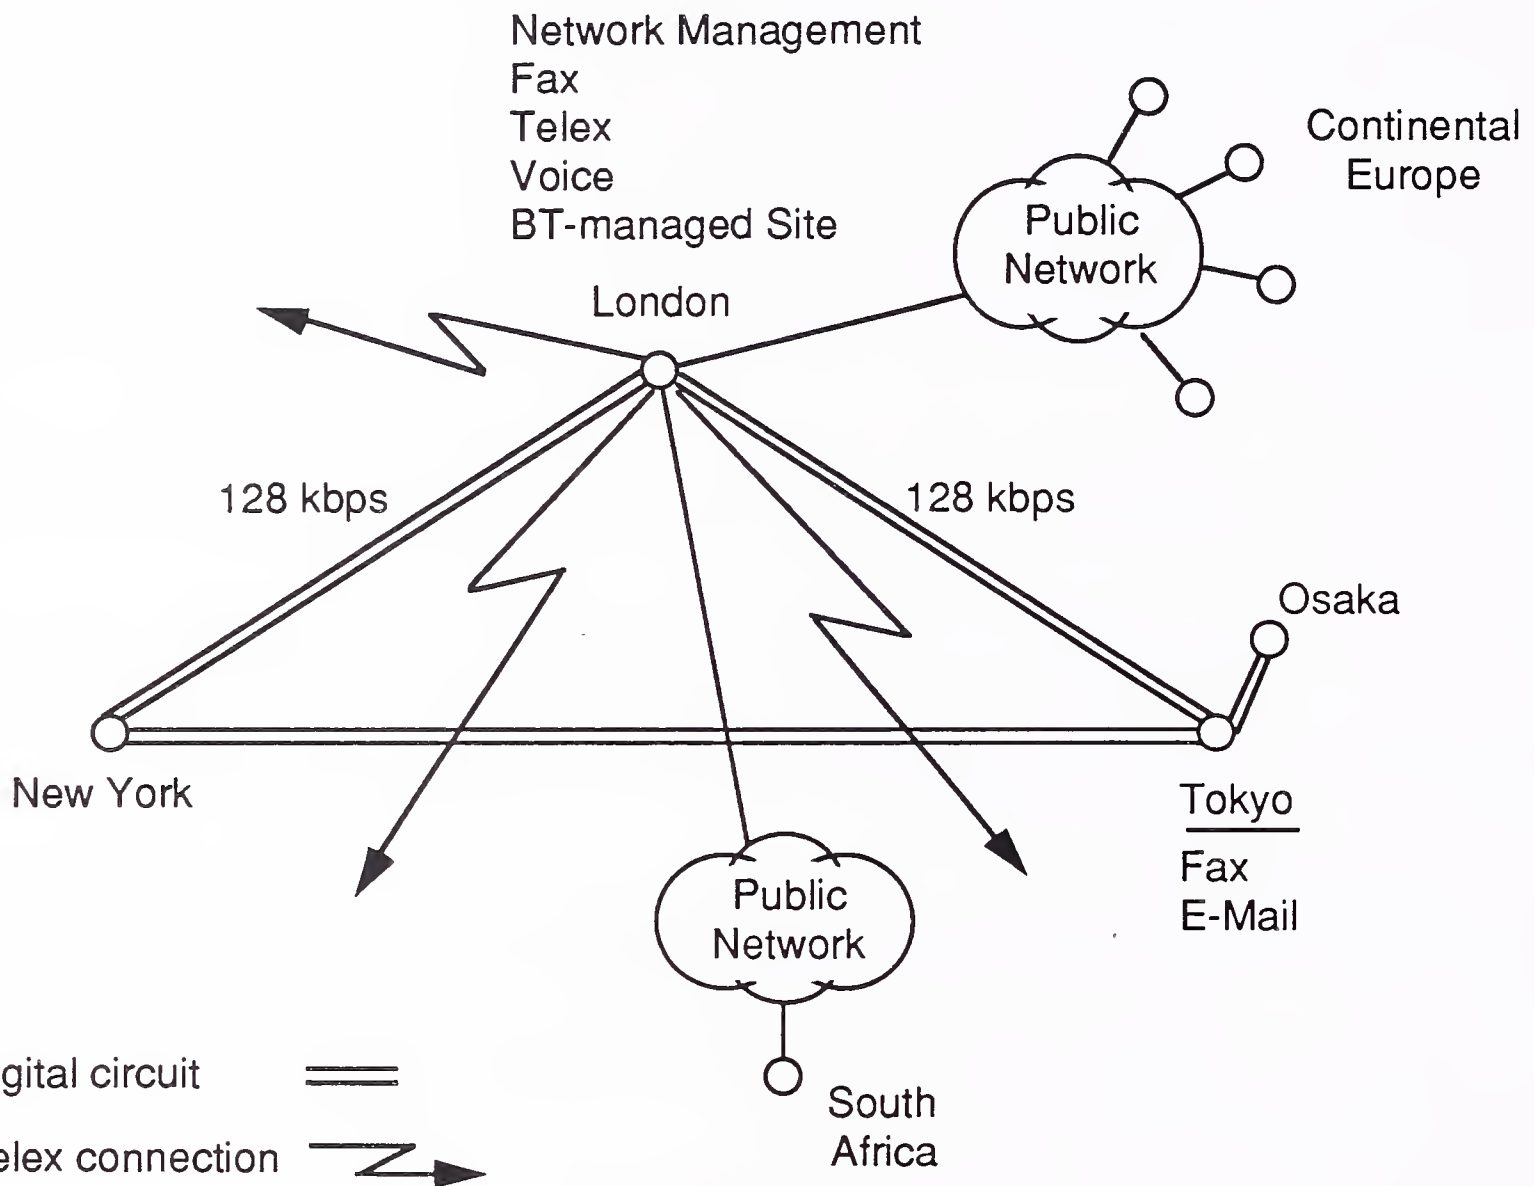 Network Management
Fax
Telex
Voice
BT-managed Site
London
Continental
Europe
Public
Network
128 kbps
128 kbps
Osaka
New York
Tokyo
Fax
E-Mail
Public
Network
South
Africa
gital circuit
elex connection